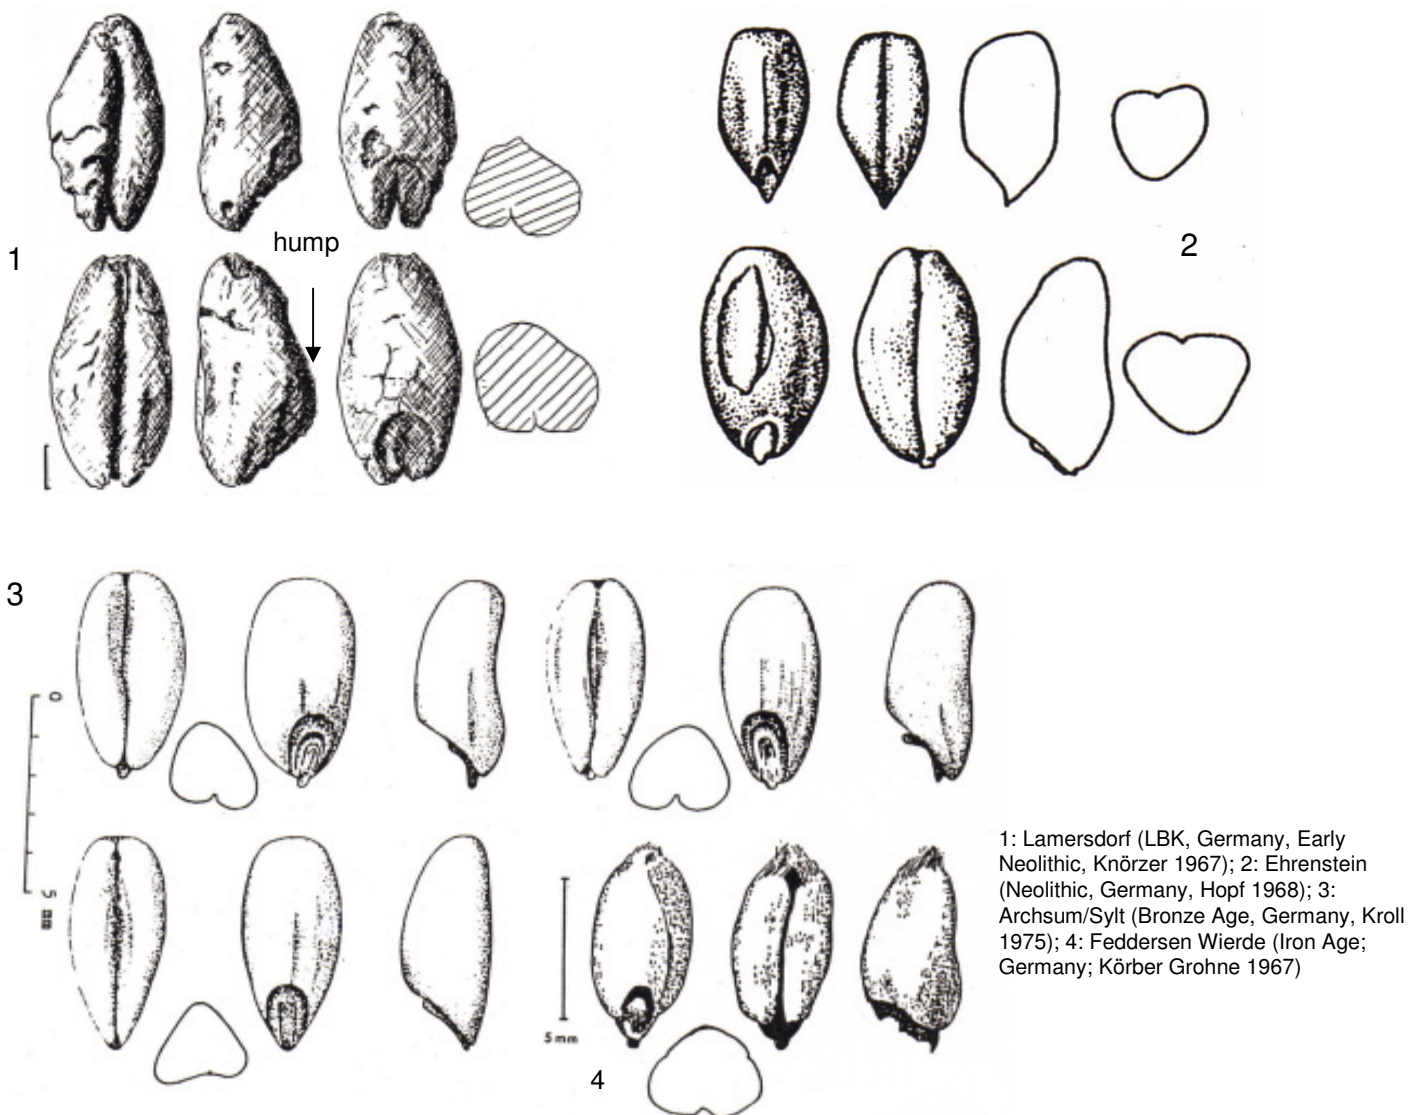 hump
1
2
3
0
5 mm
5 mm
4
1: Lamersdorf (LBK, Germany, Early
Neolithic, Knörzer 1967); 2: Ehrenstein
(Neolithic, Germany, Hopf 1968); 3:
Archsum/Sylt (Bronze Age, Germany, Kroll
1975); 4: Feddersen Wierde (Iron Age;
Germany; Körber Grohne 1967)